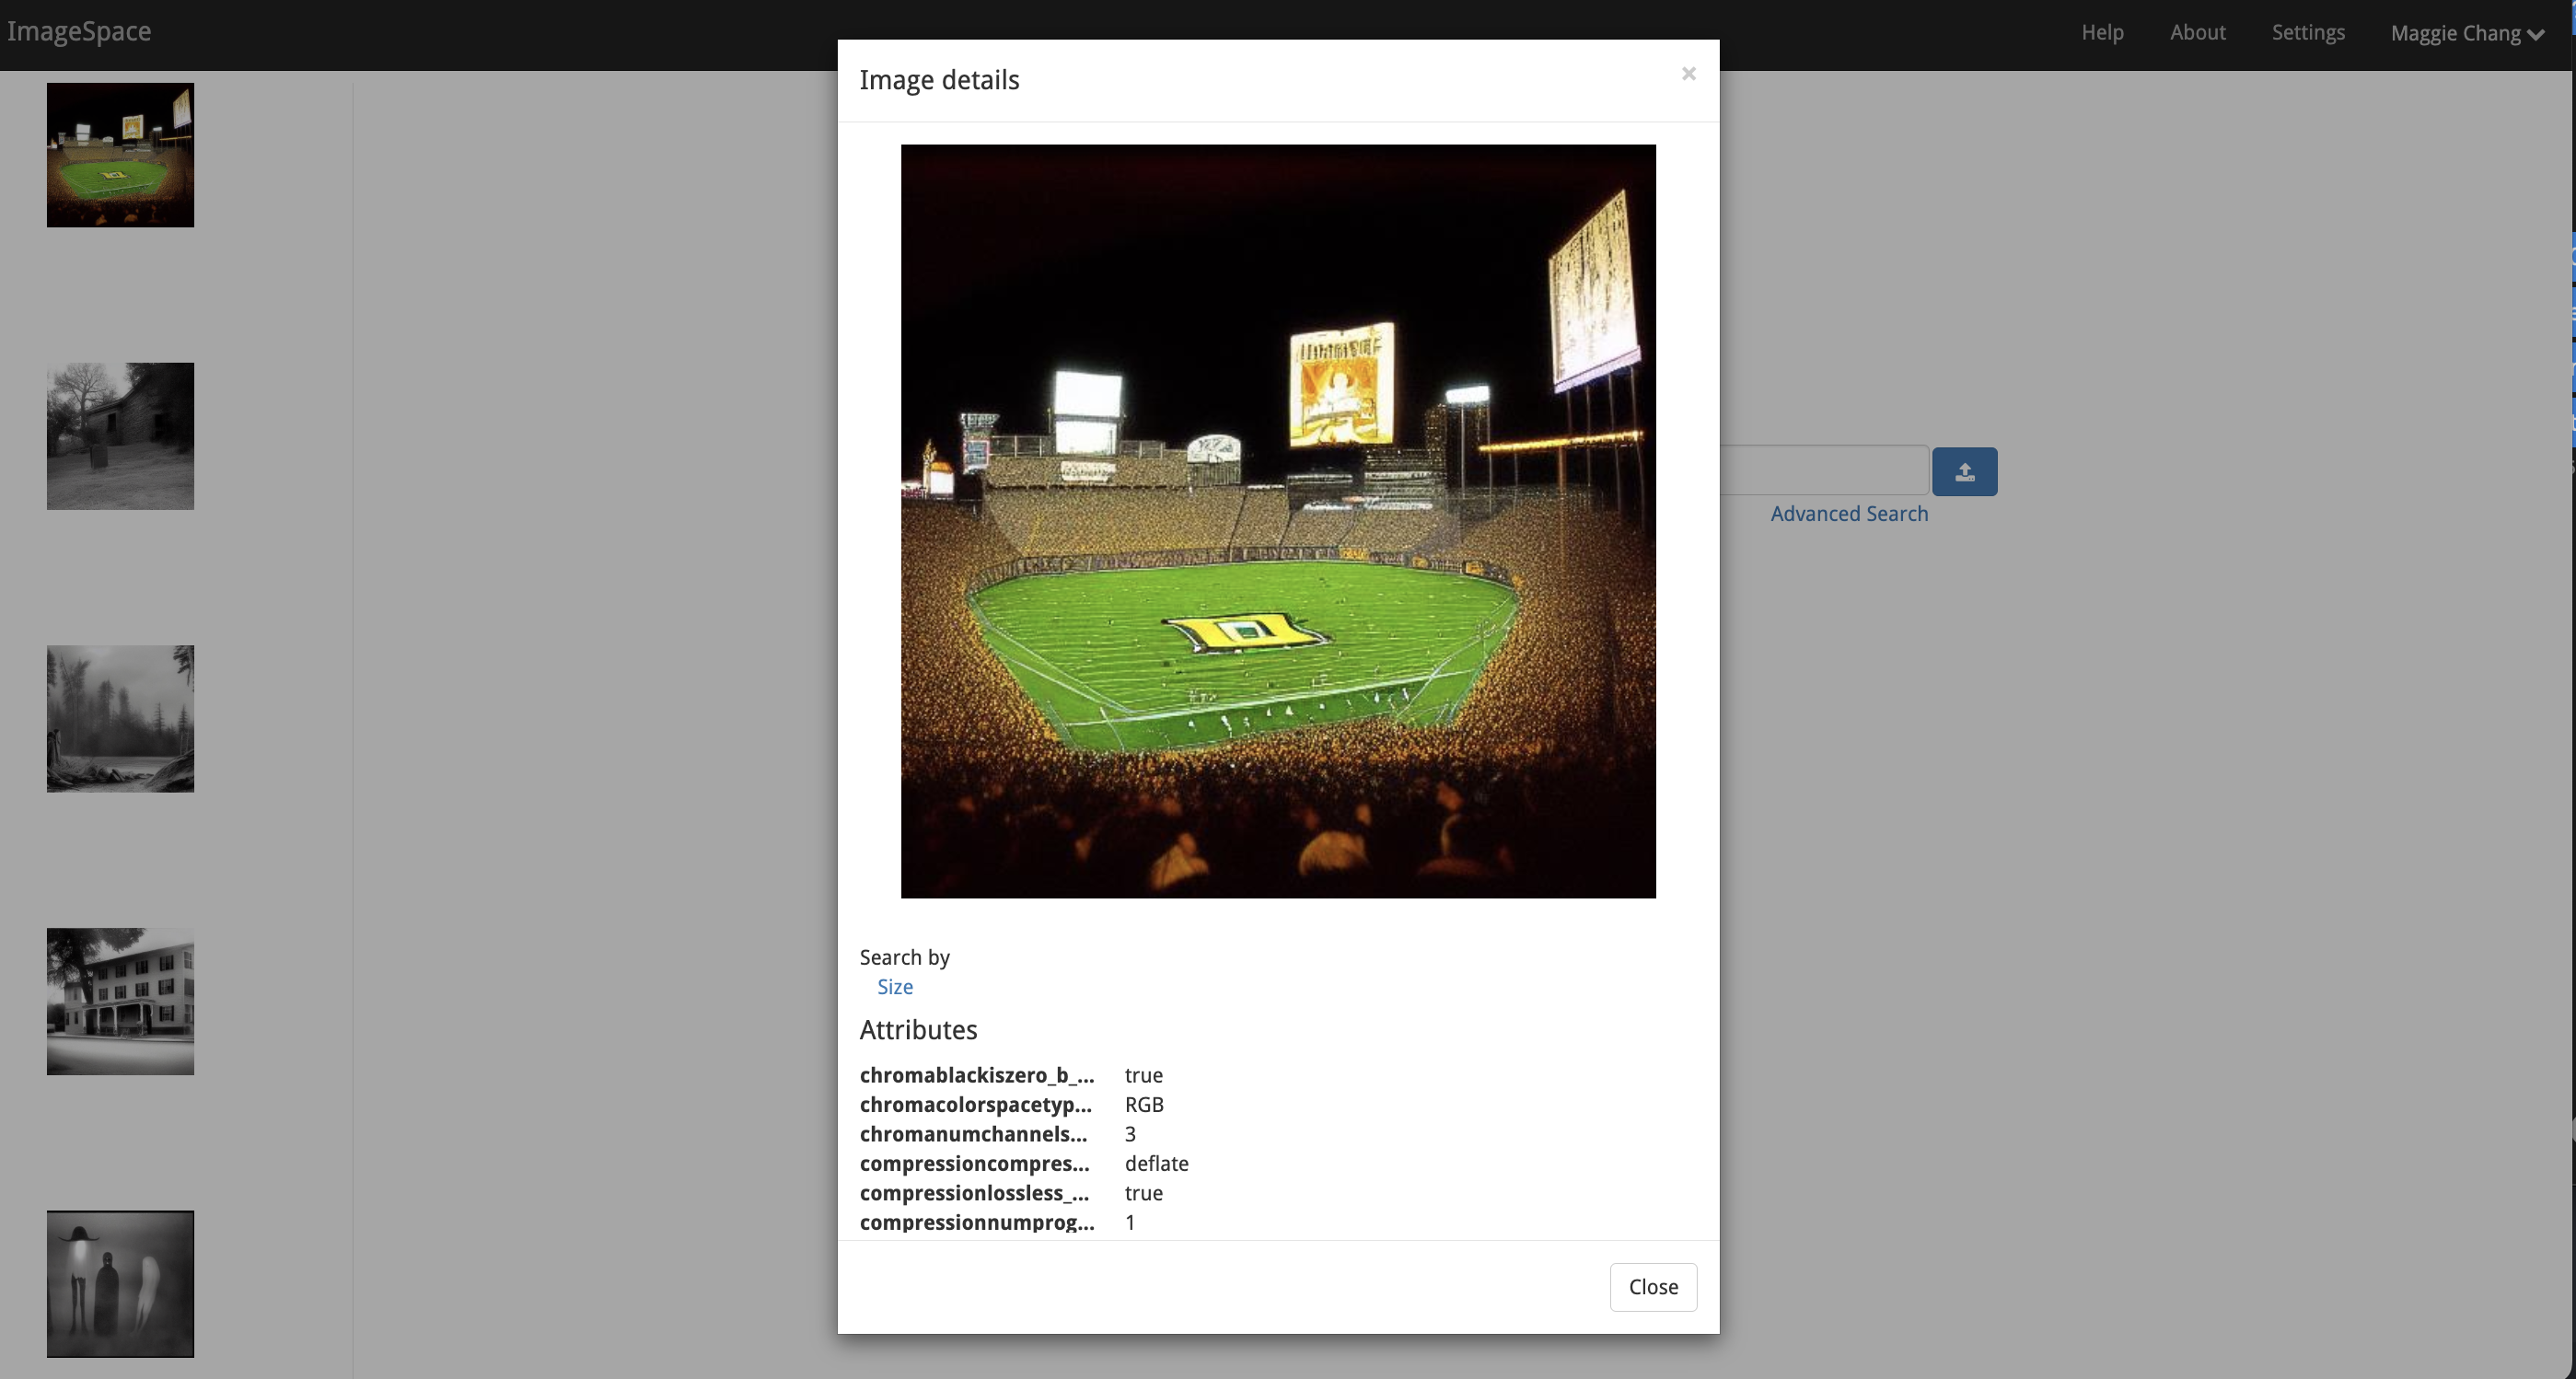 ImageSpace
Help About Settings Maggie Chang
Image details
×
Advanced Search
Search by
Size
Attributes
chromablackiszero_b_... true
chromacolorspacetyp... RGB
chromanumchannels... 3
compressioncompres... deflate
compressionlossless_... true
compressionnumprog... 1
Close